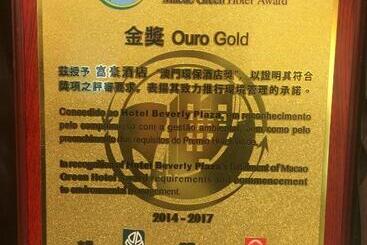 Macao Green Hotel Award
金獎 Ouro Gold
茲授予 富豪酒店 “澳門環保酒店獎”，以證明其符合
獎項之評審要求，表揚其致力推行環境管理的承諾。
Concedido ao Hotel Beverly Plaza, em reconhecimento
pelo compromisso com a gestão ambiental, bem como pelo
preenchimento dos requisitos do Prémio Hotel Verde
In recognition of Hotel Beverly Plaza's fulfilment of Macao
Green Hotel Award requirements and commencement
to environmental management.
2014 - 2017